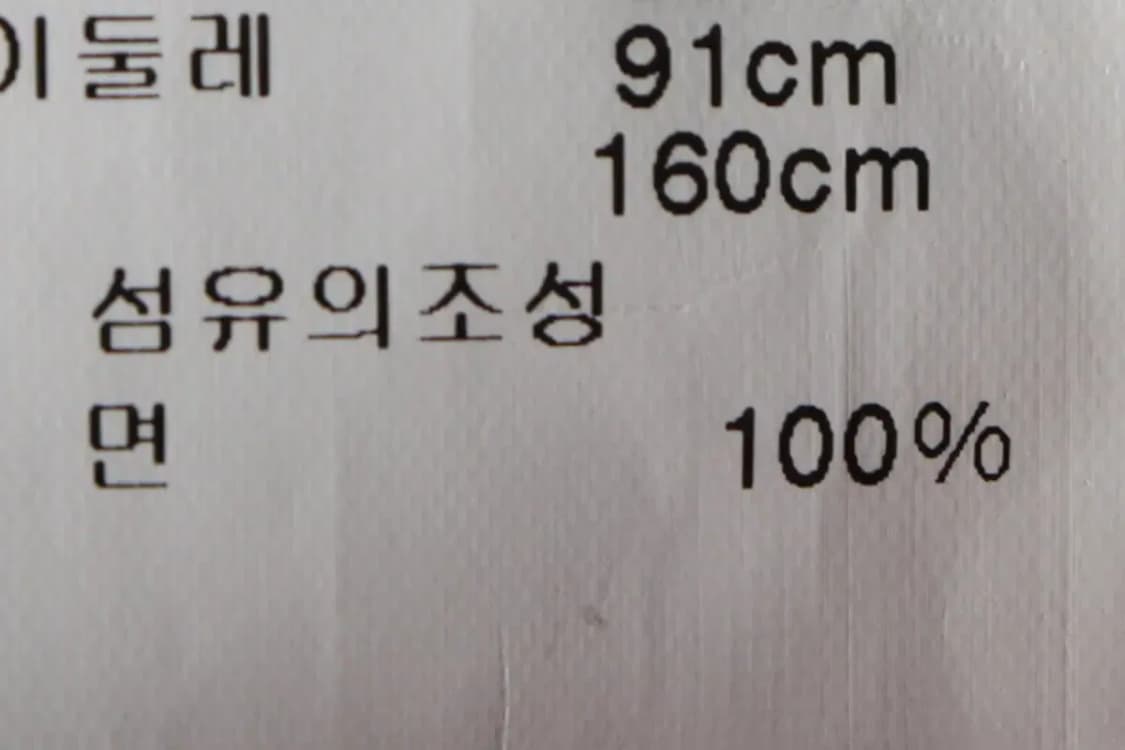 이둘레 91cm
160cm
섬유의조성
면 100%